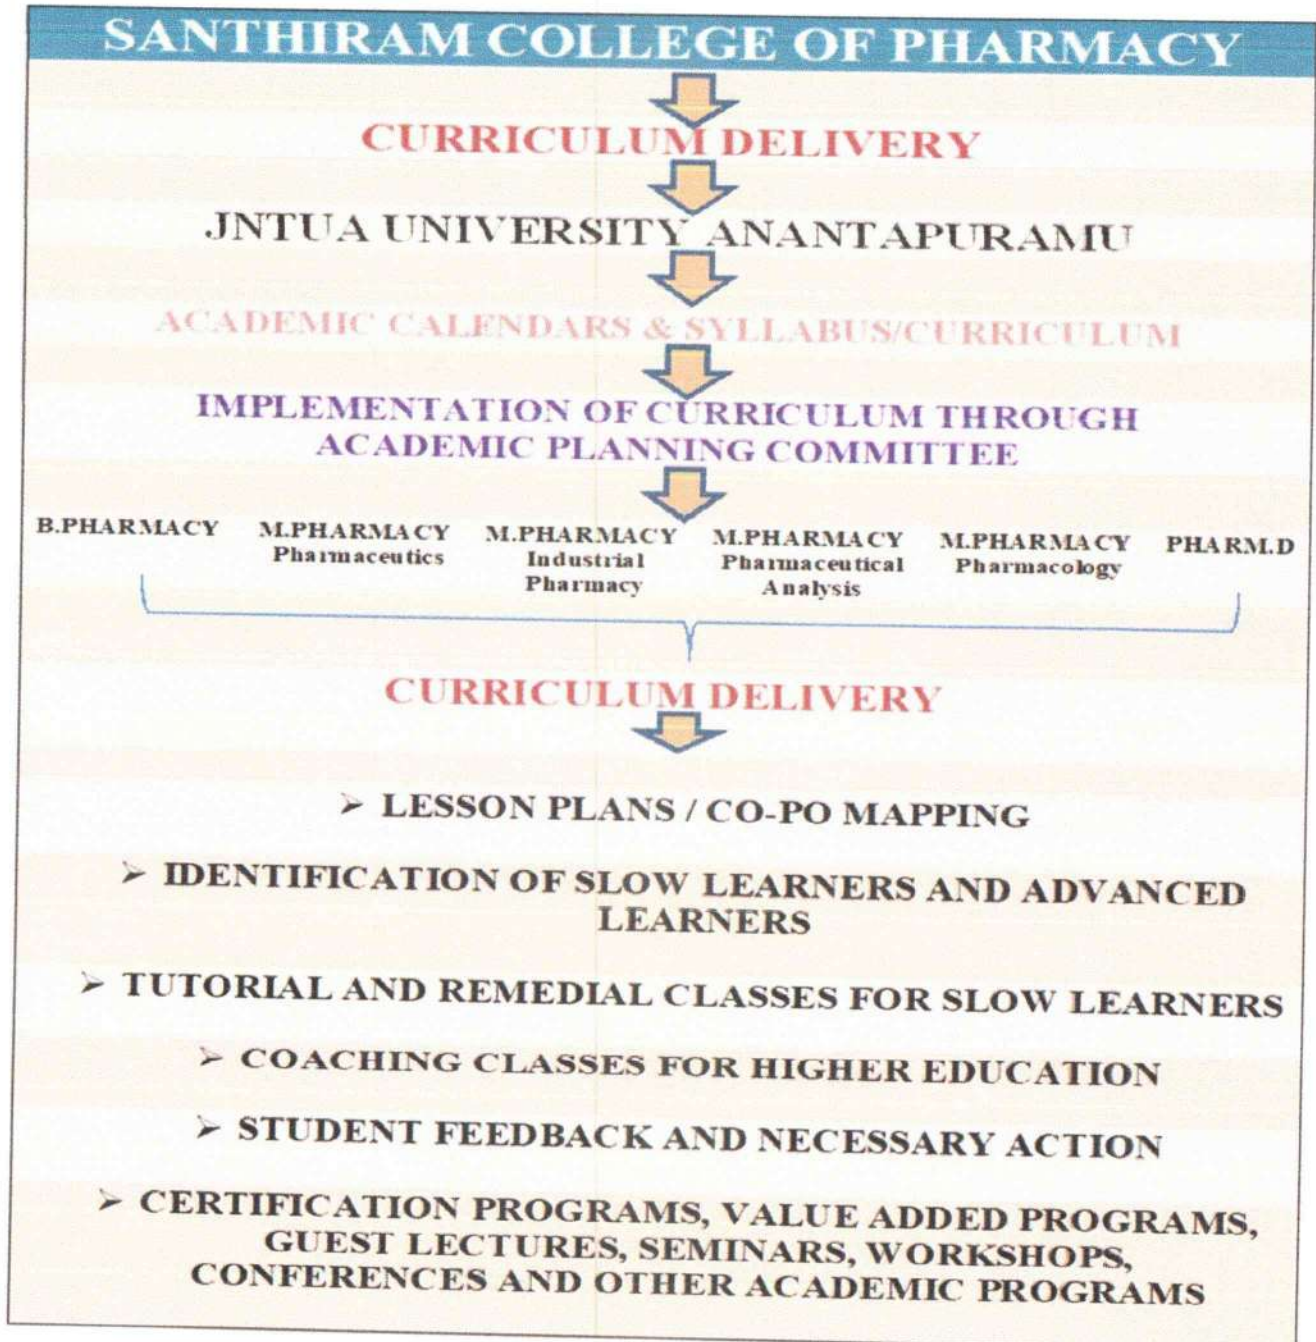 SANTHIRAM COLLEGE OF PHARMACY
CURRICULUM DELIVERY
JNTUA UNIVERSITY ANANTAPURAMU
ACADEMIC CALENDARS & SYLLABUS/CURRICULUM
IMPLEMENTATION OF CURRICULUM THROUGH
ACADEMIC PLANNING COMMITTEE
B.PHARMACY
M.PHARMACY
Pharmaceutics
M.PHARMACY
Industrial
Pharmacy
M.PHARMACY
Pharmaceutical
Analysis
M.PHARMACY
Pharmacology
PHARM.D
CURRICULUM DELIVERY
➢ LESSON PLANS / CO-PO MAPPING
➢ IDENTIFICATION OF SLOW LEARNERS AND ADVANCED
LEARNERS
➢ TUTORIAL AND REMEDIAL CLASSES FOR SLOW LEARNERS
➢ COACHING CLASSES FOR HIGHER EDUCATION
➢ STUDENT FEEDBACK AND NECESSARY ACTION
➢ CERTIFICATION PROGRAMS, VALUE ADDED PROGRAMS,
GUEST LECTURES, SEMINARS, WORKSHOPS,
CONFERENCES AND OTHER ACADEMIC PROGRAMS